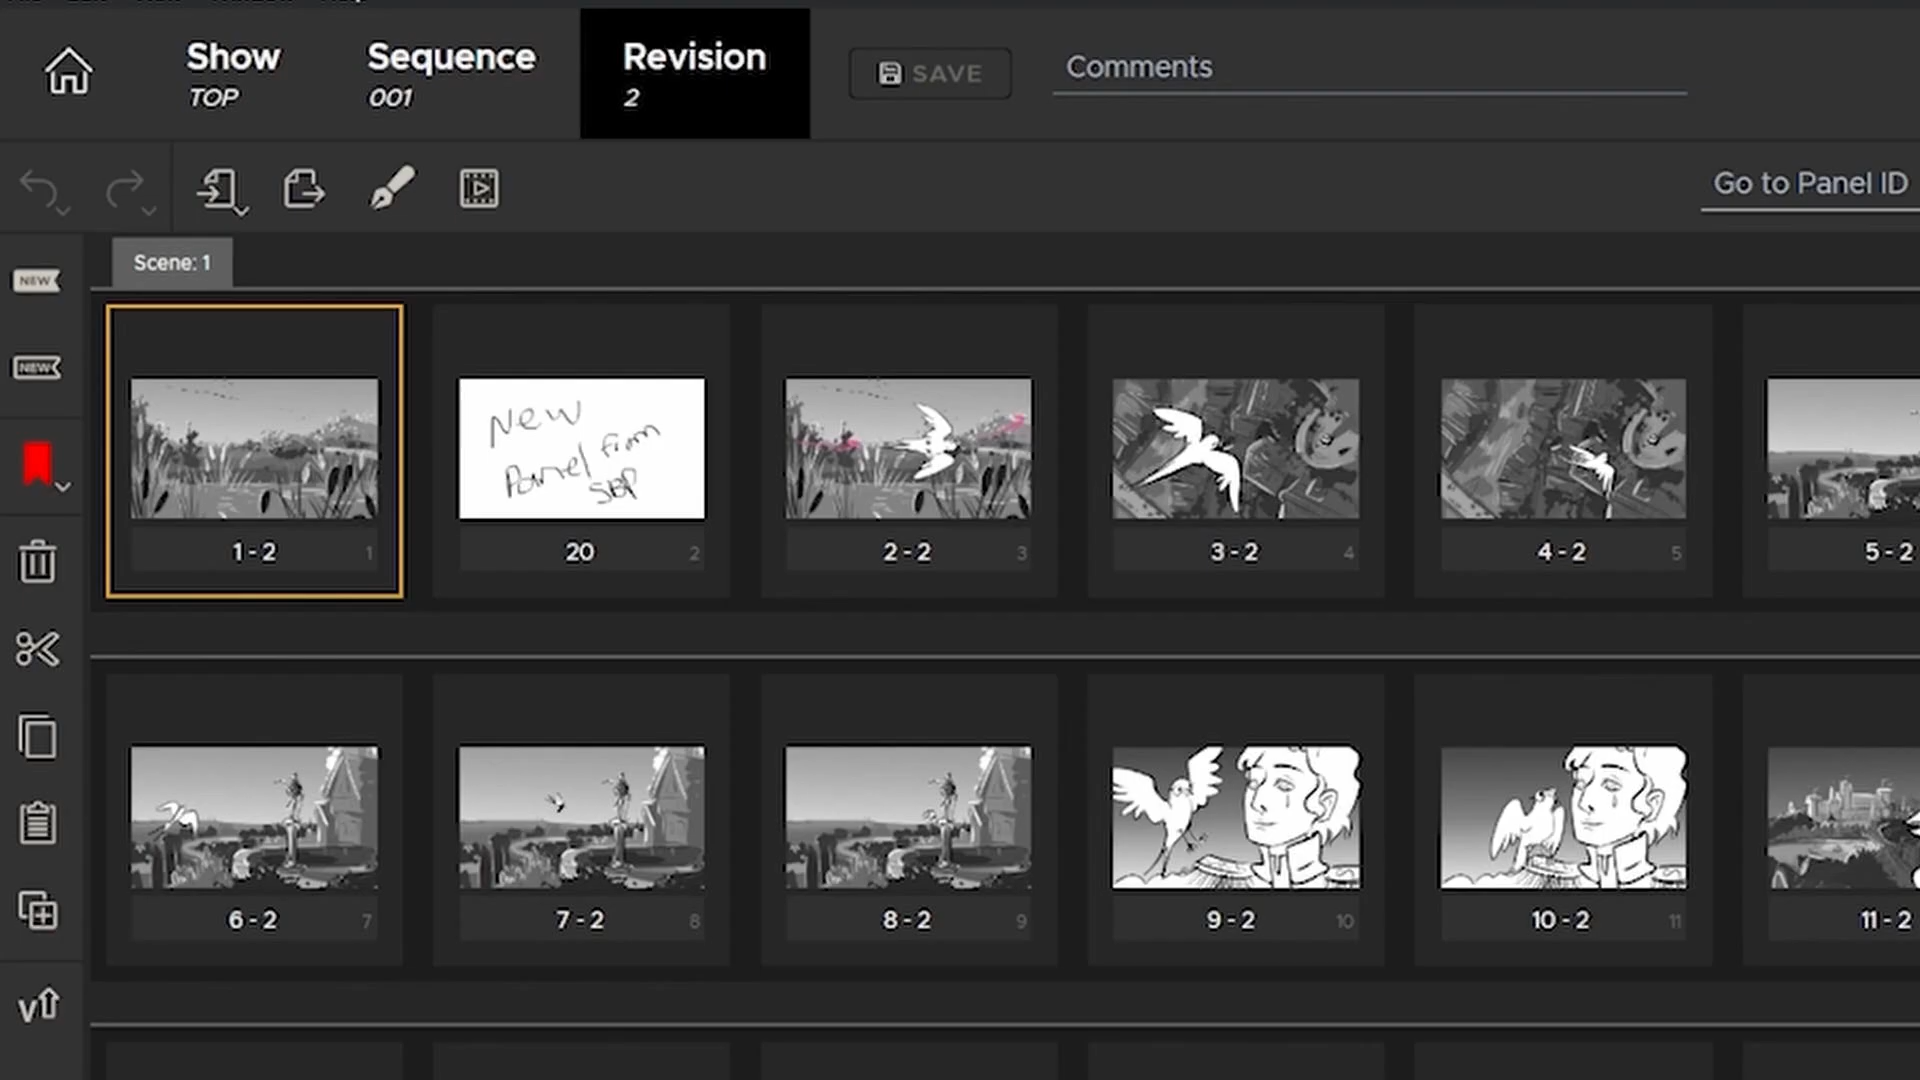 Show
TOP
Sequence
001
Revision
2
SAVE
Comments
Go to Panel ID
Scene: 1
NEW
NEW
New
Panel from
SBP
1 - 2 1
20 2
2 - 2 3
3 - 2 4
4 - 2 5
5 - 2
6 - 2 7
7 - 2 8
8 - 2 9
9 - 2 10
10 - 2 11
11 - 2
V